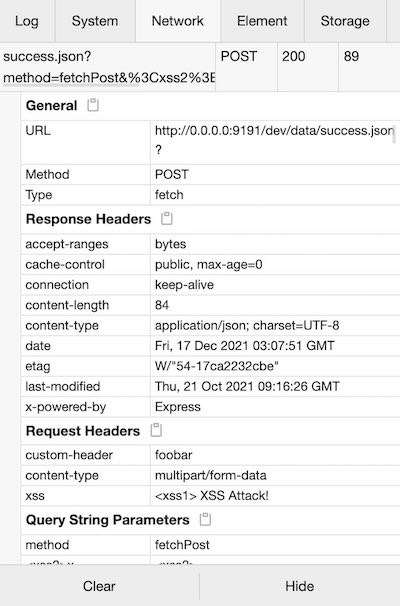 Log System Network Element Storage
success.json? POST 200 89
method=fetchPost&%3Cxss2%3E
General
URL http://0.0.0.0:9191/dev/data/success.json
?
Method POST
Type fetch
Response Headers
accept-ranges bytes
cache-control public, max-age=0
connection keep-alive
content-length 84
content-type application/json; charset=UTF-8
date Fri, 17 Dec 2021 03:07:51 GMT
etag W/"54-17ca2232cbe"
last-modified Thu, 21 Oct 2021 09:16:26 GMT
x-powered-by Express
Request Headers
custom-header foobar
content-type multipart/form-data
xss <xss1> XSS Attack!
Query String Parameters
method fetchPost
Clear Hide